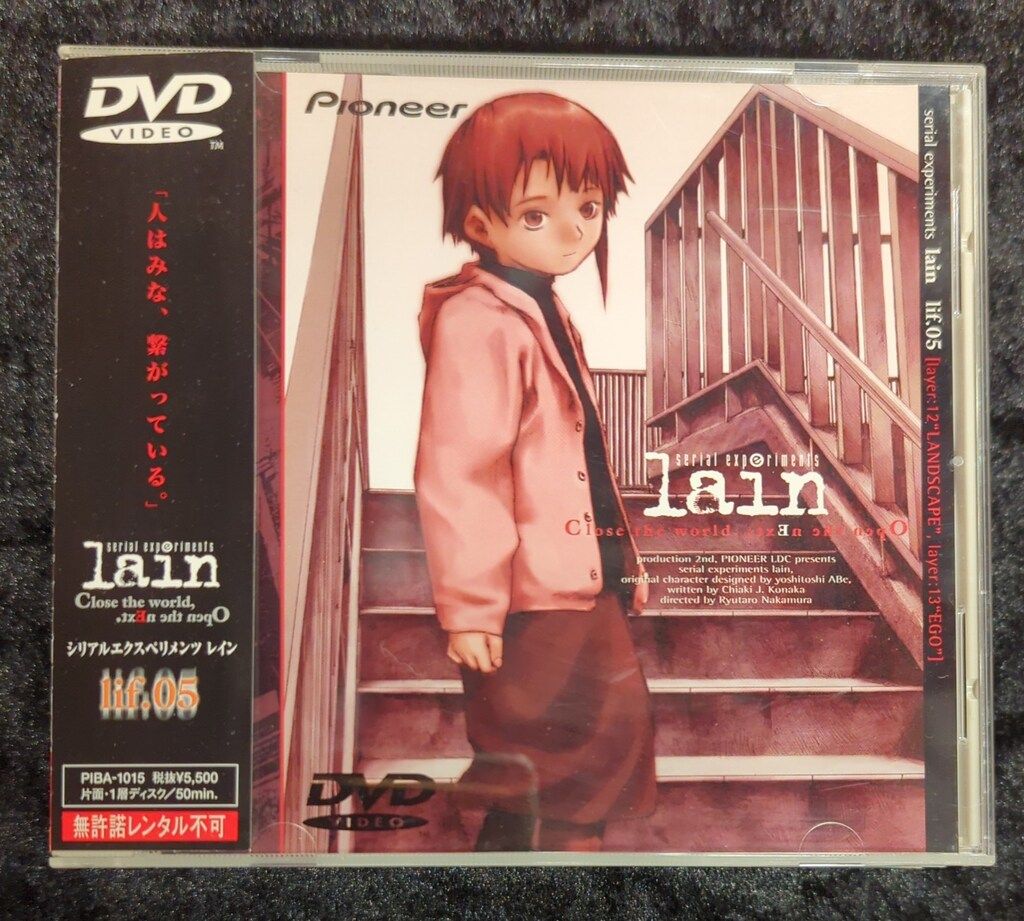 DVD
VIDEO
TM
「人はみな、繋がっている。」
serial experiments
lain
Close the world,
Open the nExt.
シリアルエクスペリメンツ レイン
lif.05
PIBA-1015 税抜¥5,500
片面・1層ディスク/50min.
無許諾レンタル不可
Pioneer
serial experiments
lain
Close the world, Open the nExt.
production 2nd, PIONEER LDC presents
serial experiments lain,
original character designed by yoshitoshi ABe,
written by Chiaki J. Konaka
directed by Ryutaro Nakamura
DVD
VIDEO
serial experiments lain lif.05 [layer:12"LANDSCAPE", layer:13"EGO"]